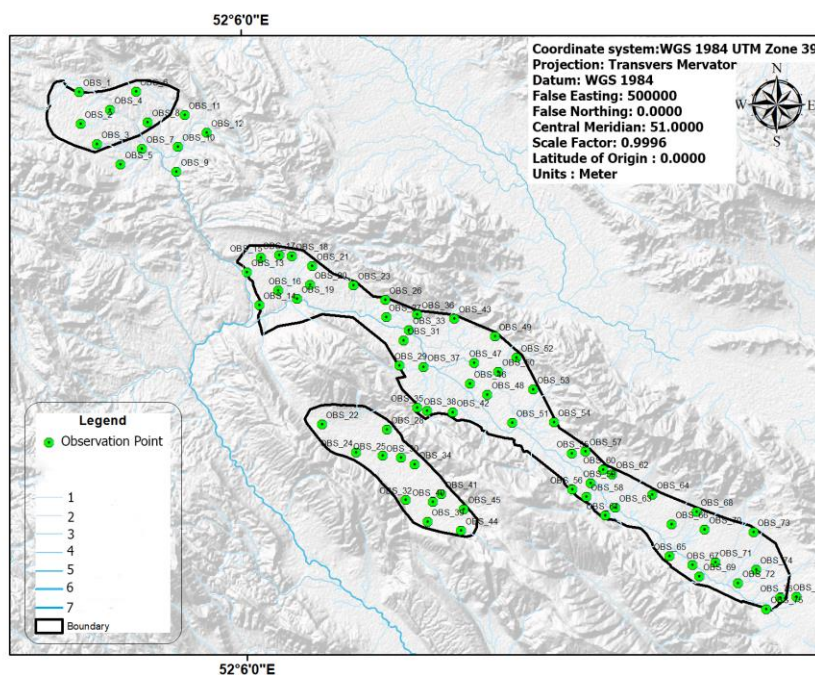 52°6'0"E
Coordinate system:WGS 1984 UTM Zone 39
Projection: Transvers Mervator
Datum: WGS 1984
False Easting: 500000
False Northing: 0.0000
Central Meridian: 51.0000
Scale Factor: 0.9996
Latitude of Origin : 0.0000
Units : Meter
N
W E
S
OBS_1
OBS_4
OBS_2
OBS_8
OBS_11
OBS_12
OBS_3
OBS_7
OBS_10
OBS_5
OBS_9
OBS_15
OBS_17
OBS_18
OBS_13
OBS_21
OBS_16
OBS_20
OBS_23
OBS_14
OBS_19
OBS_26
OBS_36
OBS_43
OBS_33
OBS_31
OBS_49
OBS_29
OBS_37
OBS_47
OBS_52
OBS_46
OBS_48
OBS_53
OBS_35
OBS_38
OBS_42
OBS_51
OBS_54
OBS_22
OBS_28
OBS_24
OBS_25
OBS_34
OBS_57
OBS_60
OBS_62
OBS_32
OBS_41
OBS_45
OBS_39
OBS_44
OBS_56
OBS_58
OBS_63
OBS_64
OBS_68
OBS_73
OBS_65
OBS_67
OBS_71
OBS_74
OBS_69
OBS_72
Legend
Observation Point
1
2
3
4
5
6
7
Boundary
52°6'0"E